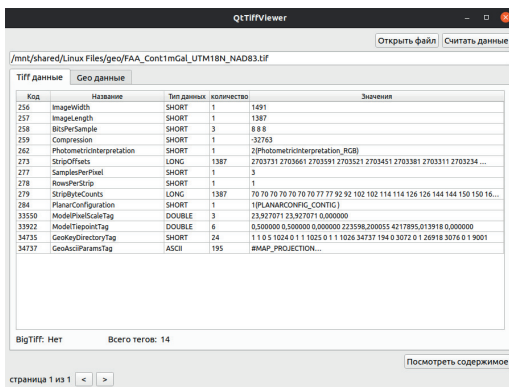 QtTiffViewer
Открыть файл Считать данные
/mnt/shared/Linux Files/geo/FAA_Cont1mGal_UTM18N_NAD83.tif
Tiff данные Geo данные
Код Название Тип данных количество Значения
256 ImageWidth SHORT 1 1491
257 ImageLength SHORT 1 1387
258 BitsPerSample SHORT 3 8 8 8
259 Compression SHORT 1 -32763
262 PhotometricInterpretation SHORT 1 2(PhotometricInterpretation_RGB)
273 StripOffsets LONG 1387 2703731 2703661 2703591 2703521 2703451 2703381 2703311 2703234 ...
277 SamplesPerPixel SHORT 1 3
278 RowsPerStrip SHORT 1 1
279 StripByteCounts LONG 1387 70 70 70 70 70 70 70 77 77 92 92 102 102 114 114 126 126 144 144 150 150 16...
284 PlanarConfiguration SHORT 1 1(PLANARCONFIG_CONTIG )
33550 ModelPixelScaleTag DOUBLE 3 23,927071 23,927071 0,000000
33922 ModelTiepointTag DOUBLE 6 0,500000 0,500000 0,000000 223598,200055 4217895,013918 0,000000
34735 GeoKeyDirectoryTag SHORT 24 1 1 0 5 1024 0 1 1 1025 0 1 1 1026 34737 194 0 3072 0 1 26918 3076 0 1 9001
34737 GeoAsciiParamsTag ASCII 195 #MAP_PROJECTION...
BigTiff: Нет Всего тегов: 14
Посмотреть содержимое
страница 1 из 1 < >